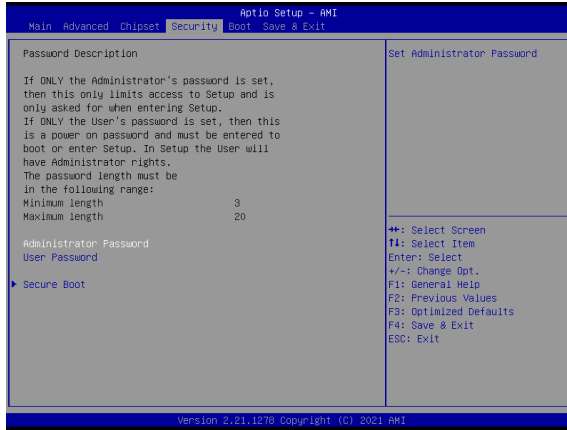 Aptio Setup – AMI
Main Advanced Chipset Security Boot Save & Exit
Password Description
If ONLY the Administrator's password is set,
then this only limits access to Setup and is
only asked for when entering Setup.
If ONLY the User's password is set, then this
is a power on password and must be entered to
boot or enter Setup. In Setup the User will
have Administrator rights.
The password length must be
in the following range:
Minimum length 3
Maximum length 20
Administrator Password
User Password
Secure Boot
Set Administrator Password
→←: Select Screen
↑↓: Select Item
Enter: Select
+/-: Change Opt.
F1: General Help
F2: Previous Values
F3: Optimized Defaults
F4: Save & Exit
ESC: Exit
Version 2.21.1278 Copyright (C) 2021 AMI